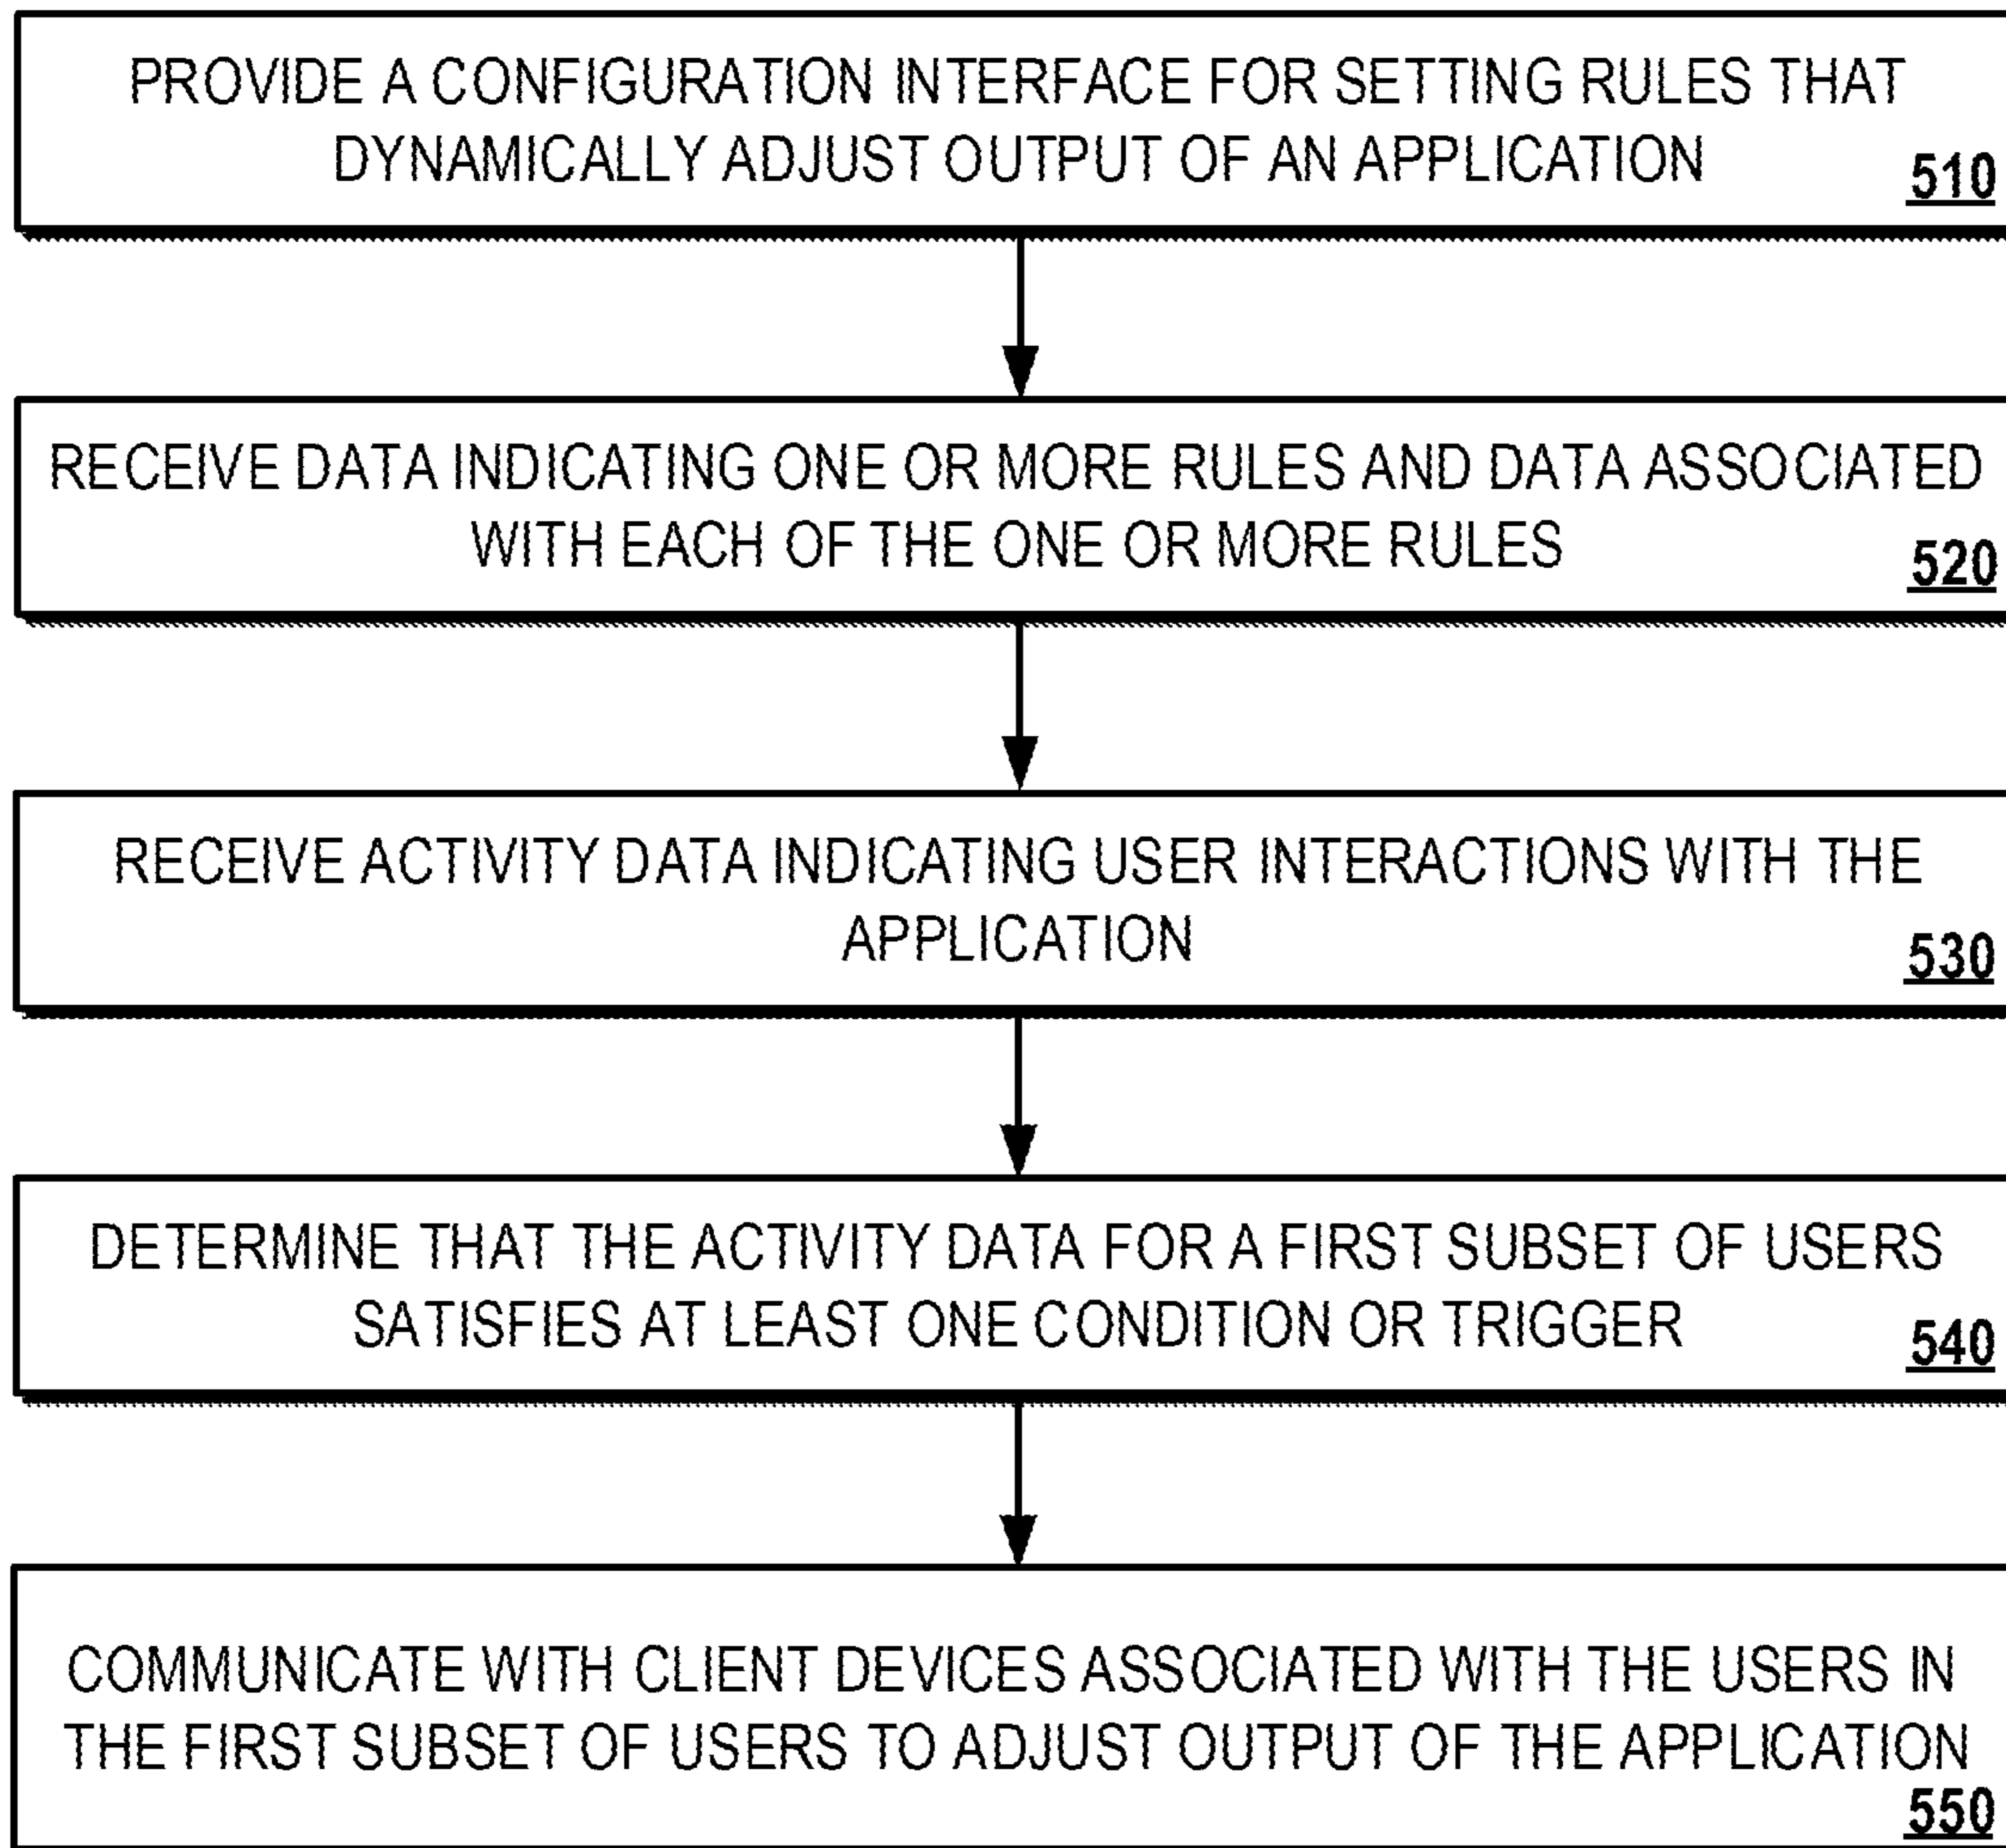 PROVIDE A CONFIGURATION INTERFACE FOR SETTING RULES THAT
DYNAMICALLY ADJUST OUTPUT OF AN APPLICATION
510
RECEIVE DATA INDICATING ONE OR MORE RULES AND DATA ASSOCIATED
WITH EACH OF THE ONE OR MORE RULES
520
RECEIVE ACTIVITY DATA INDICATING USER INTERACTIONS WITH THE
APPLICATION
530
DETERMINE THAT THE ACTIVITY DATA FOR A FIRST SUBSET OF USERS
SATISFIES AT LEAST ONE CONDITION OR TRIGGER
540
COMMUNICATE WITH CLIENT DEVICES ASSOCIATED WITH THE USERS IN
THE FIRST SUBSET OF USERS TO ADJUST OUTPUT OF THE APPLICATION
550